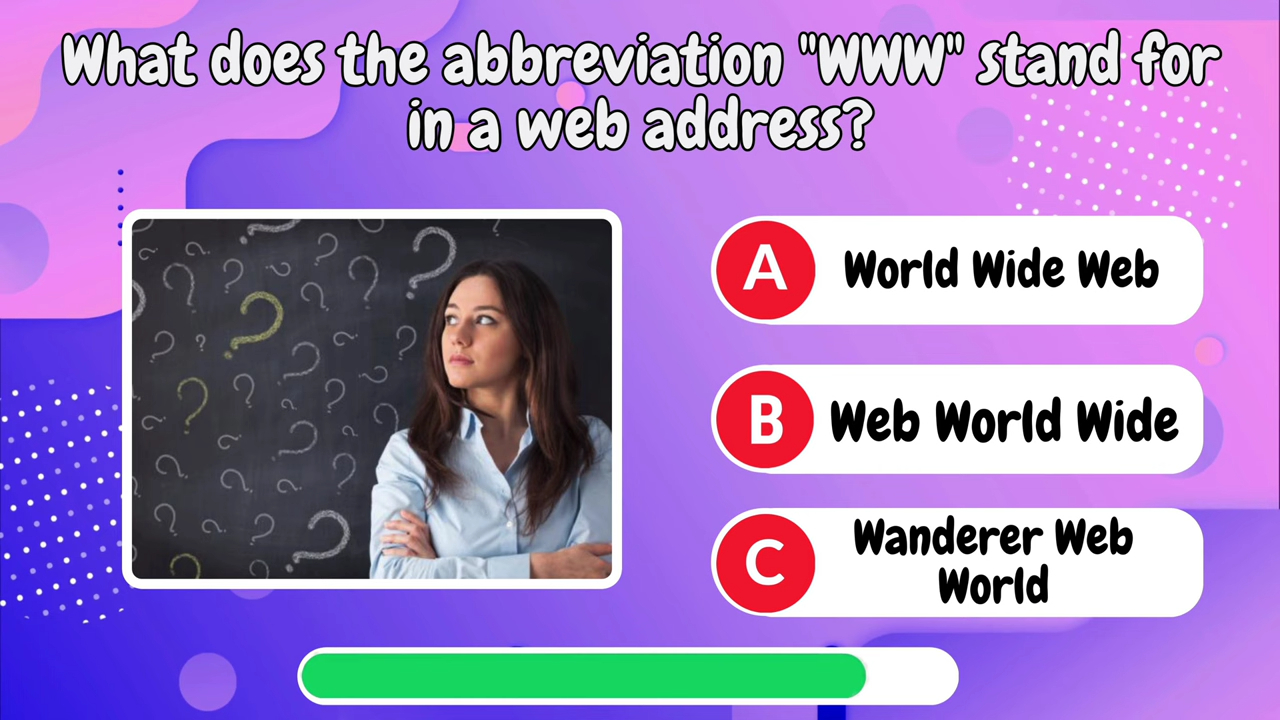 What does the abbreviation "WWW" stand for
in a web address?
A World Wide Web
B Web World Wide
C Wanderer Web
World